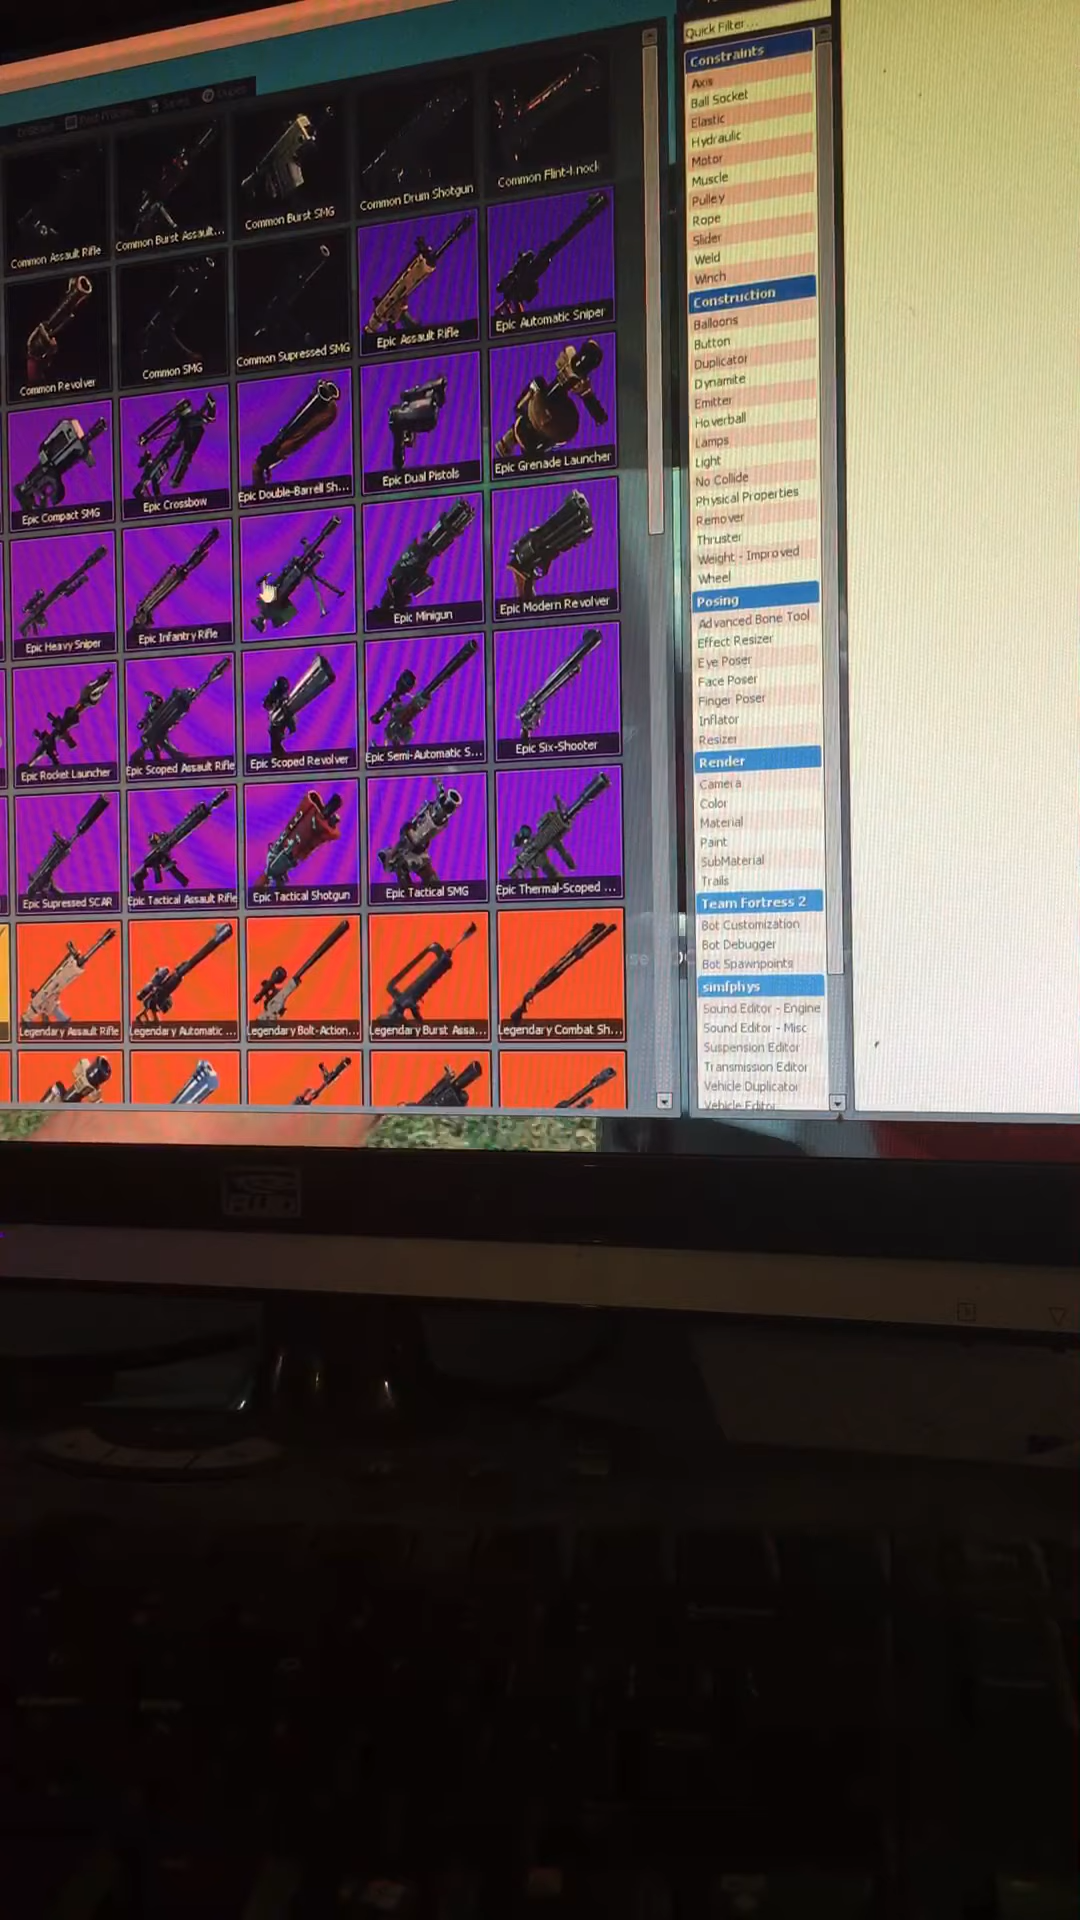 Quick Filter...
Saves
Dupes
Common Assault Rifle
Common Burst Assault...
Common Burst SMG
Common Drum Shotgun
Common Flint-Knock
Common Revolver
Common SMG
Common Supressed SMG
Epic Assault Rifle
Epic Automatic Sniper
Epic Compact SMG
Epic Crossbow
Epic Double-Barrell Sh...
Epic Dual Pistols
Epic Grenade Launcher
Epic Heavy Sniper
Epic Infantry Rifle
Epic Minigun
Epic Modern Revolver
Epic Rocket Launcher
Epic Scoped Assault Rifle
Epic Scoped Revolver
Epic Semi-Automatic S...
Epic Six-Shooter
Epic Supressed SCAR
Epic Tactical Assault Rifle
Epic Tactical Shotgun
Epic Tactical SMG
Epic Thermal-Scoped ...
Legendary Assault Rifle
Legendary Automatic ...
Legendary Bolt-Action...
Legendary Burst Assa...
Legendary Combat Sh...
Constraints
Axis
Ball Socket
Elastic
Hydraulic
Motor
Muscle
Pulley
Rope
Slider
Weld
Winch
Construction
Balloons
Button
Duplicator
Dynamite
Emitter
Hoverball
Lamps
Light
No Collide
Physical Properties
Remover
Thruster
Weight - Improved
Wheel
Posing
Advanced Bone Tool
Effect Resizer
Eye Poser
Face Poser
Finger Poser
Inflator
Resizer
Render
Camera
Color
Material
Paint
SubMaterial
Trails
Team Fortress 2
Bot Customization
Bot Debugger
Bot Spawnpoints
simfphys
Sound Editor - Engine
Sound Editor - Misc
Suspension Editor
Transmission Editor
Vehicle Duplicator
Vehicle Editor